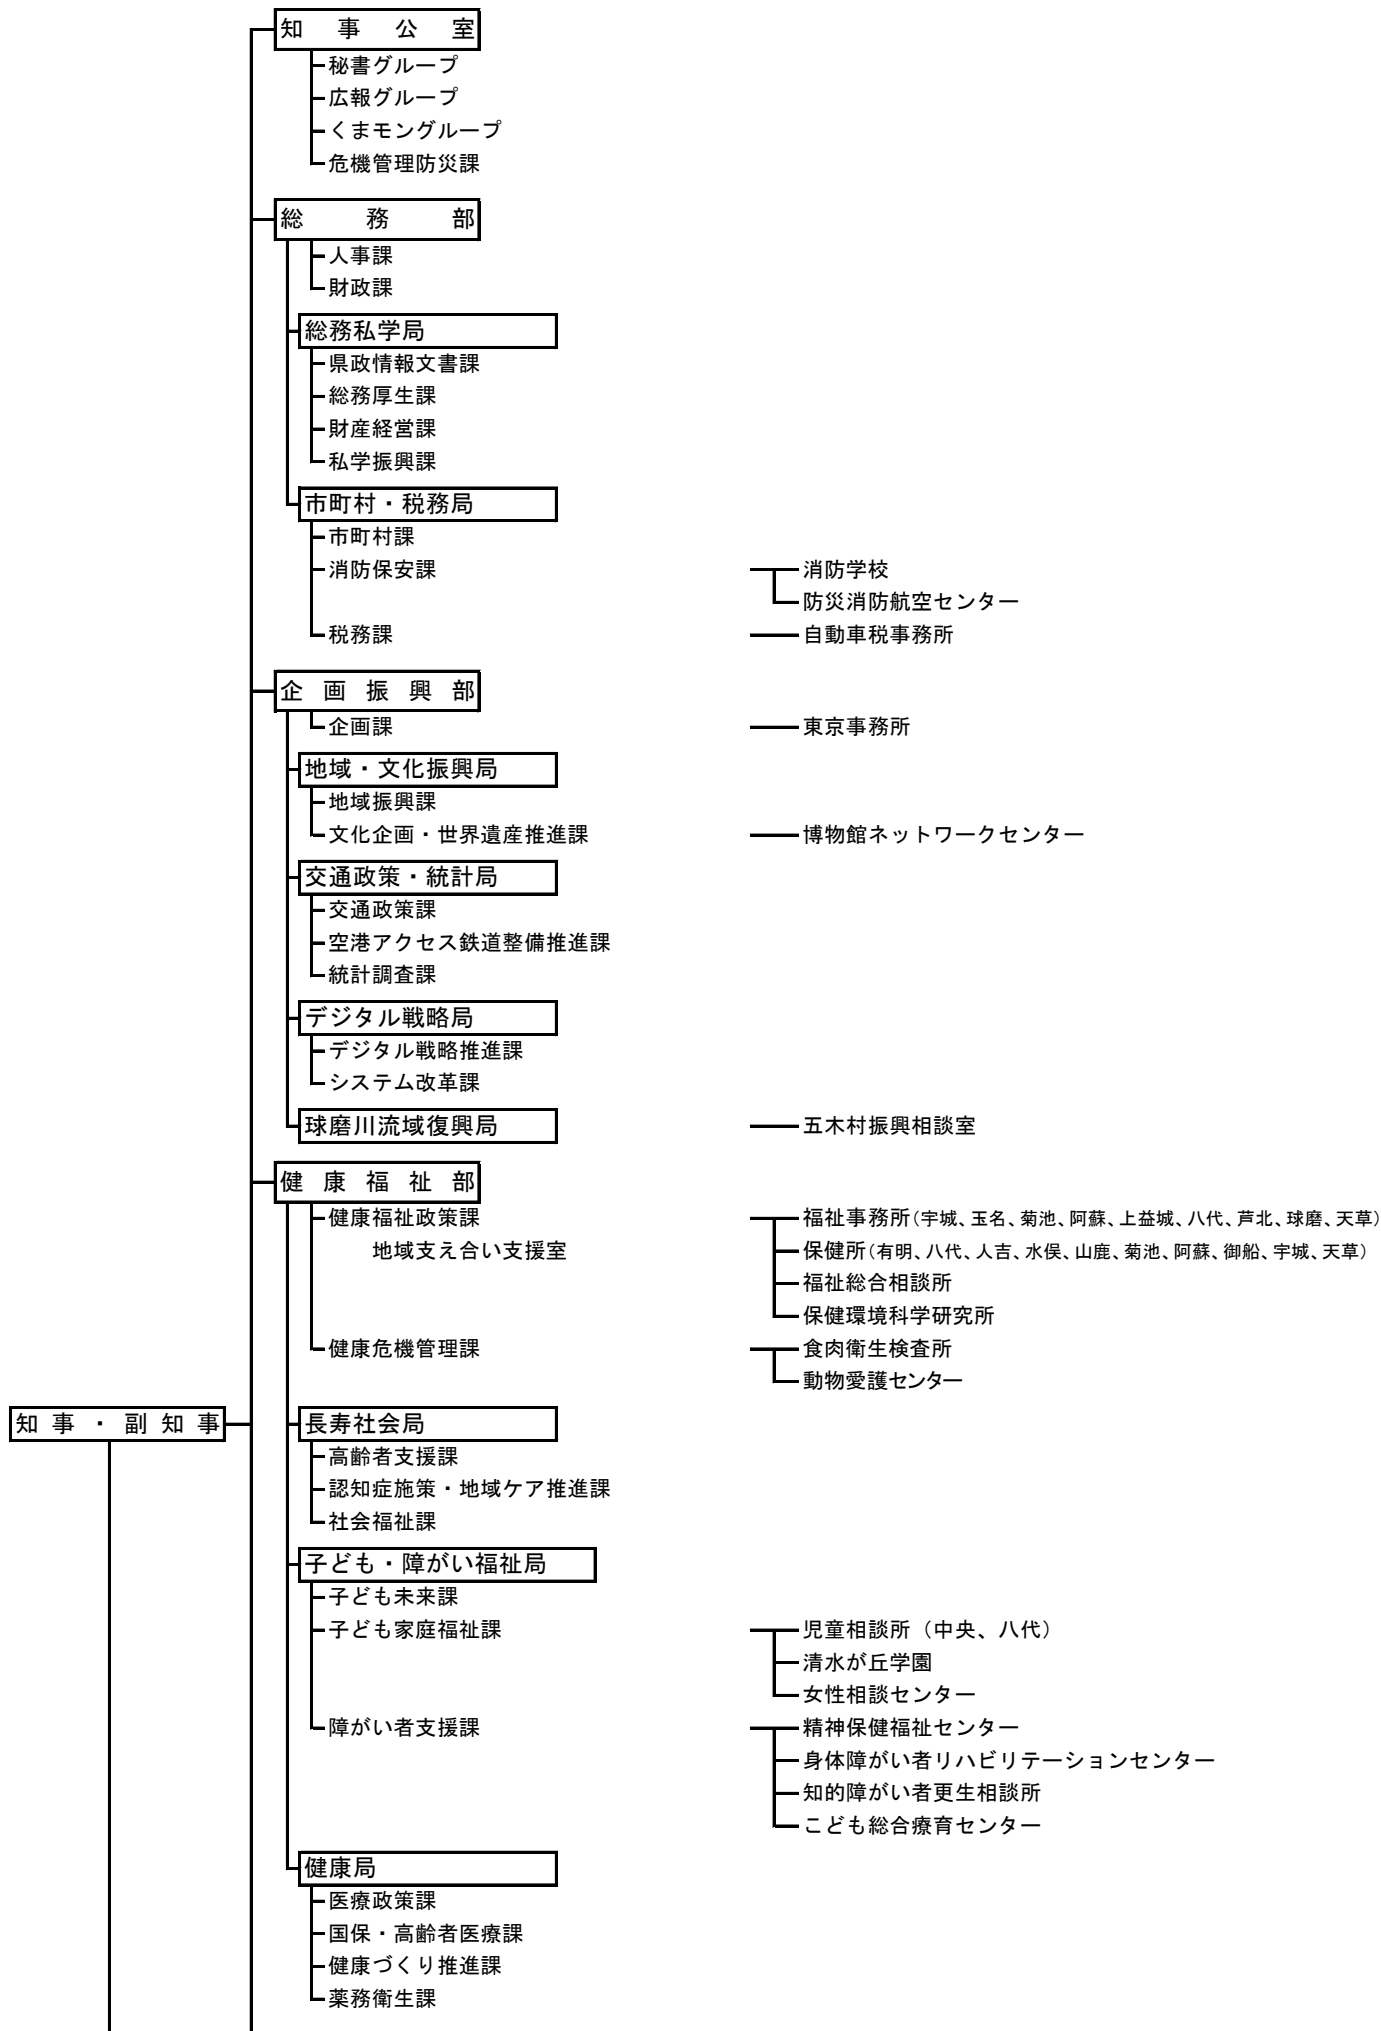 知事公室
秘書グループ
広報グループ
くまモングループ
危機管理防災課
総務部
人事課
財政課
総務私学局
県政情報文書課
総務厚生課
財産経営課
私学振興課
市町村・税務局
市町村課
消防保安課 消防学校
防災消防航空センター
税務課 自動車税事務所
企画振興部
企画課 東京事務所
地域・文化振興局
地域振興課
文化企画・世界遺産推進課 博物館ネットワークセンター
交通政策・統計局
交通政策課
空港アクセス鉄道整備推進課
統計調査課
デジタル戦略局
デジタル戦略推進課
システム改革課
球磨川流域復興局 五木村振興相談室
健康福祉部
健康福祉政策課 福祉事務所(宇城、玉名、菊池、阿蘇、上益城、八代、芦北、球磨、天草)
地域支え合い支援室 保健所(有明、八代、人吉、水俣、山鹿、菊池、阿蘇、御船、宇城、天草)
福祉総合相談所
保健環境科学研究所
健康危機管理課 食肉衛生検査所
動物愛護センター
知事・副知事 長寿社会局
高齢者支援課
認知症施策・地域ケア推進課
社会福祉課
子ども・障がい福祉局
子ども未来課
子ども家庭福祉課 児童相談所（中央、八代）
清水が丘学園
女性相談センター
障がい者支援課 精神保健福祉センター
身体障がい者リハビリテーションセンター
知的障がい者更生相談所
こども総合療育センター
健康局
医療政策課
国保・高齢者医療課
健康づくり推進課
薬務衛生課